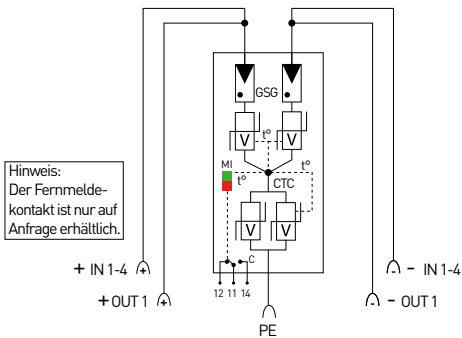 GSG
V
V
t°
t°
MI
t°
CTC
Hinweis:
Der Fernmelde-
kontakt ist nur auf
Anfrage erhältlich.
V
V
C
+ IN 1-4 (+)
- - IN 1-4
12 11 14
+ OUT 1 (+)
- - OUT 1
PE